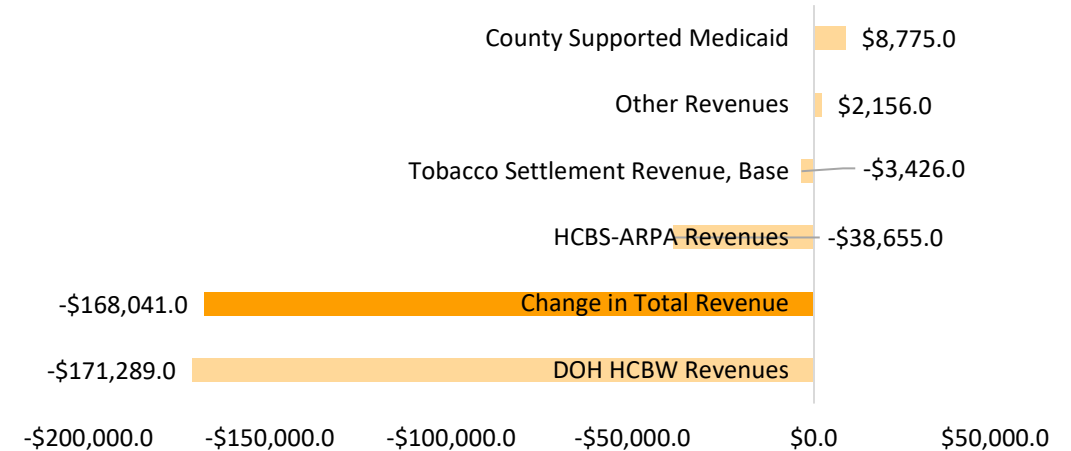 County Supported Medicaid $8,775.0
Other Revenues $2,156.0
Tobacco Settlement Revenue, Base -$3,426.0
HCBS-ARPA Revenues -$38,655.0
-$168,041.0 Change in Total Revenue
-$171,289.0 DOH HCBW Revenues
-$200,000.0 -$150,000.0 -$100,000.0 -$50,000.0 $0.0 $50,000.0